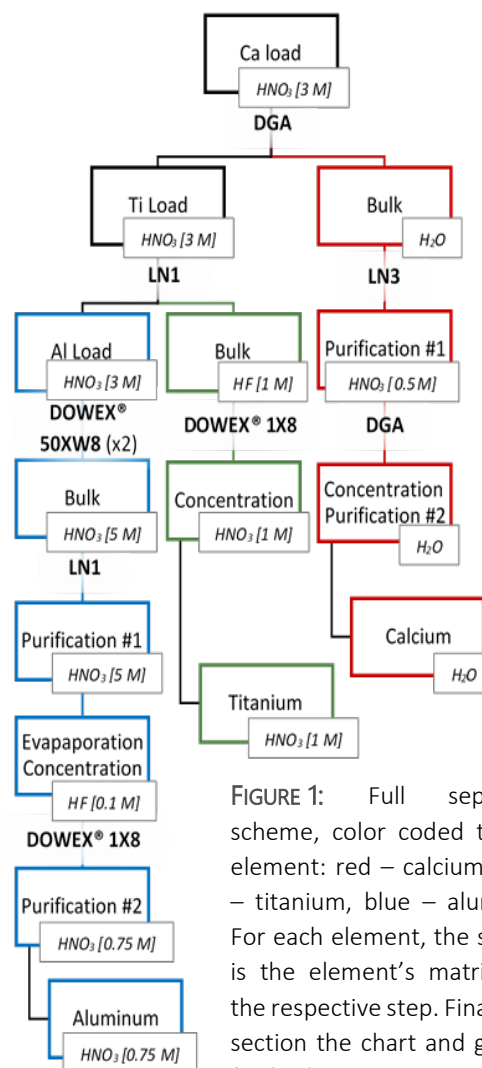 Ca load
HNO₃ [3 M]
DGA
Ti Load
HNO₃ [3 M]
Bulk
H₂O
LN1
LN3
Al Load
HNO₃ [3 M]
Bulk
HF [1 M]
Purification #1
HNO₃ [0.5 M]
DOWEX®
50XW8 (x2)
DOWEX® 1X8
DGA
Bulk
HNO₃ [5 M]
Concentration
HNO₃ [1 M]
Concentration
Purification #2
H₂O
LN1
Purification #1
HNO₃ [5 M]
Calcium
H₂O
Titanium
HNO₃ [1 M]
Evapaporation
Concentration
HF [0.1 M]
DOWEX® 1X8
Purification #2
HNO₃ [0.75 M]
Aluminum
HNO₃ [0.75 M]
FIGURE 1: Full sep
scheme, color coded t
element: red – calcium
– titanium, blue – alu
For each element, the s
is the element's matri
the respective step. Fina
section the chart and g